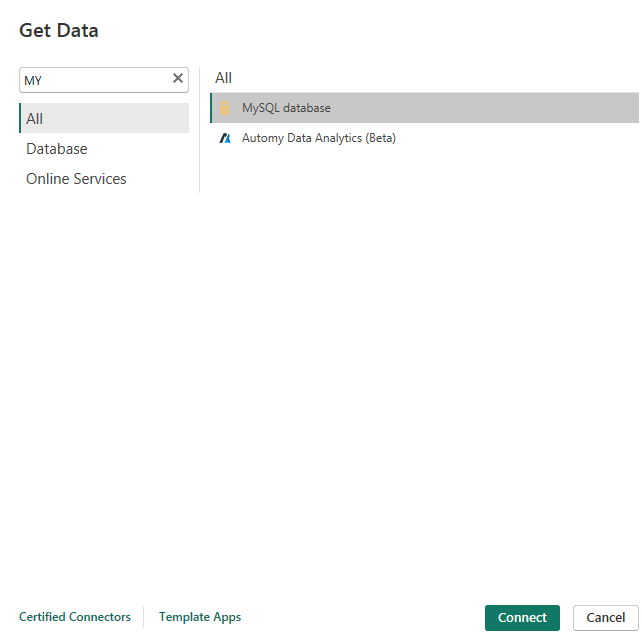 Get Data
MY
All
Database
Online Services
All
MySQL database
Automy Data Analytics (Beta)
Certified Connectors
Template Apps
Connect
Cancel